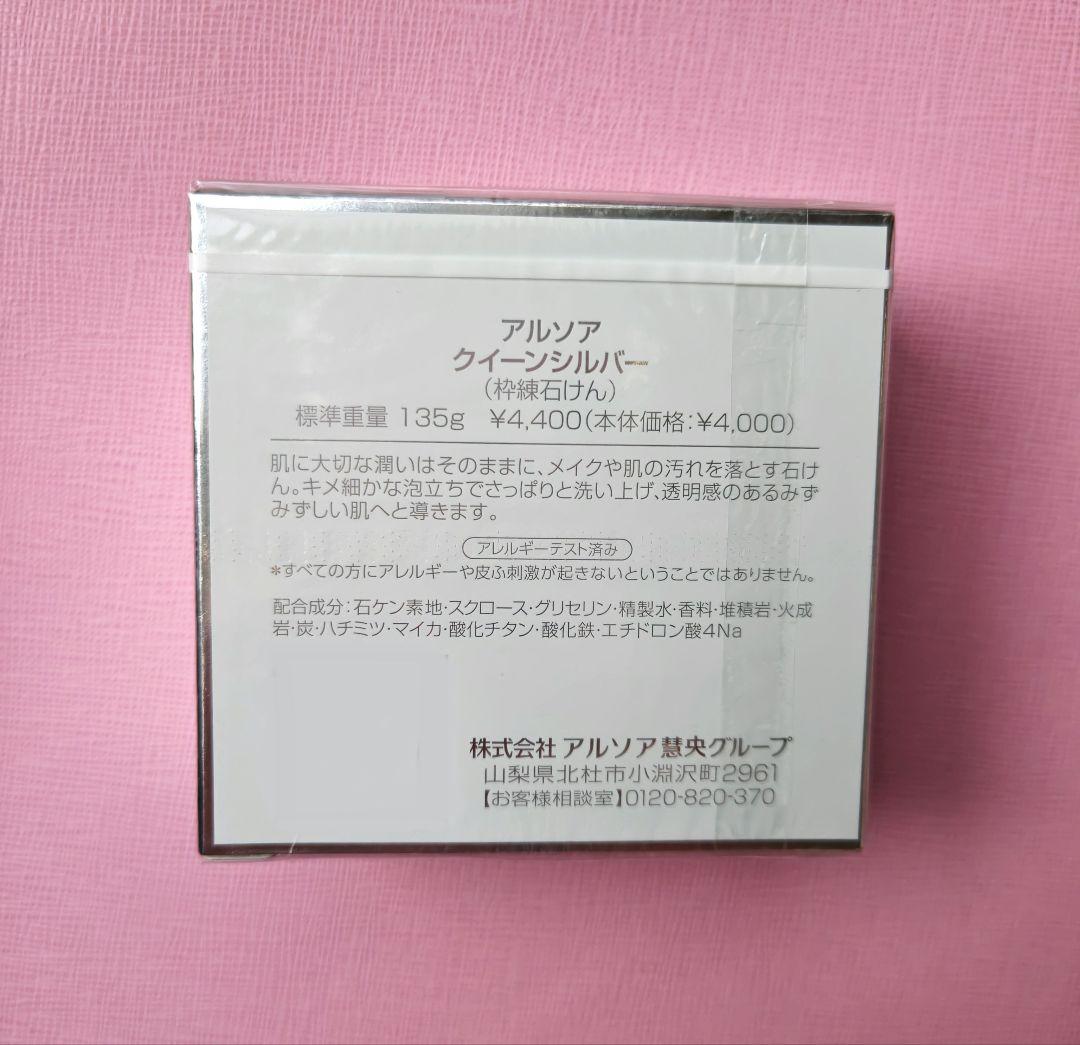 アルソア
クイーンシルバー
(枠練石けん)
標準重量 135g ¥4,400(本体価格:¥4,000)
肌に大切な潤いはそのままに、メイクや肌の汚れを落とす石け
ん。キメ細かな泡立ちでさっぱりと洗い上げ、透明感のあるみず
みずしい肌へと導きます。
アレルギーテスト済み
*すべての方にアレルギーや皮ふ刺激が起きないということではありません。
配合成分:石ケン素地・スクロース・グリセリン・精製水・香料・堆積岩・火成
岩・炭・ハチミツ・マイカ・酸化チタン・酸化鉄・エチドロン酸4Na
株式会社 アルソア慧央グループ
山梨県北杜市小淵沢町2961
【お客様相談室】0120-820-370